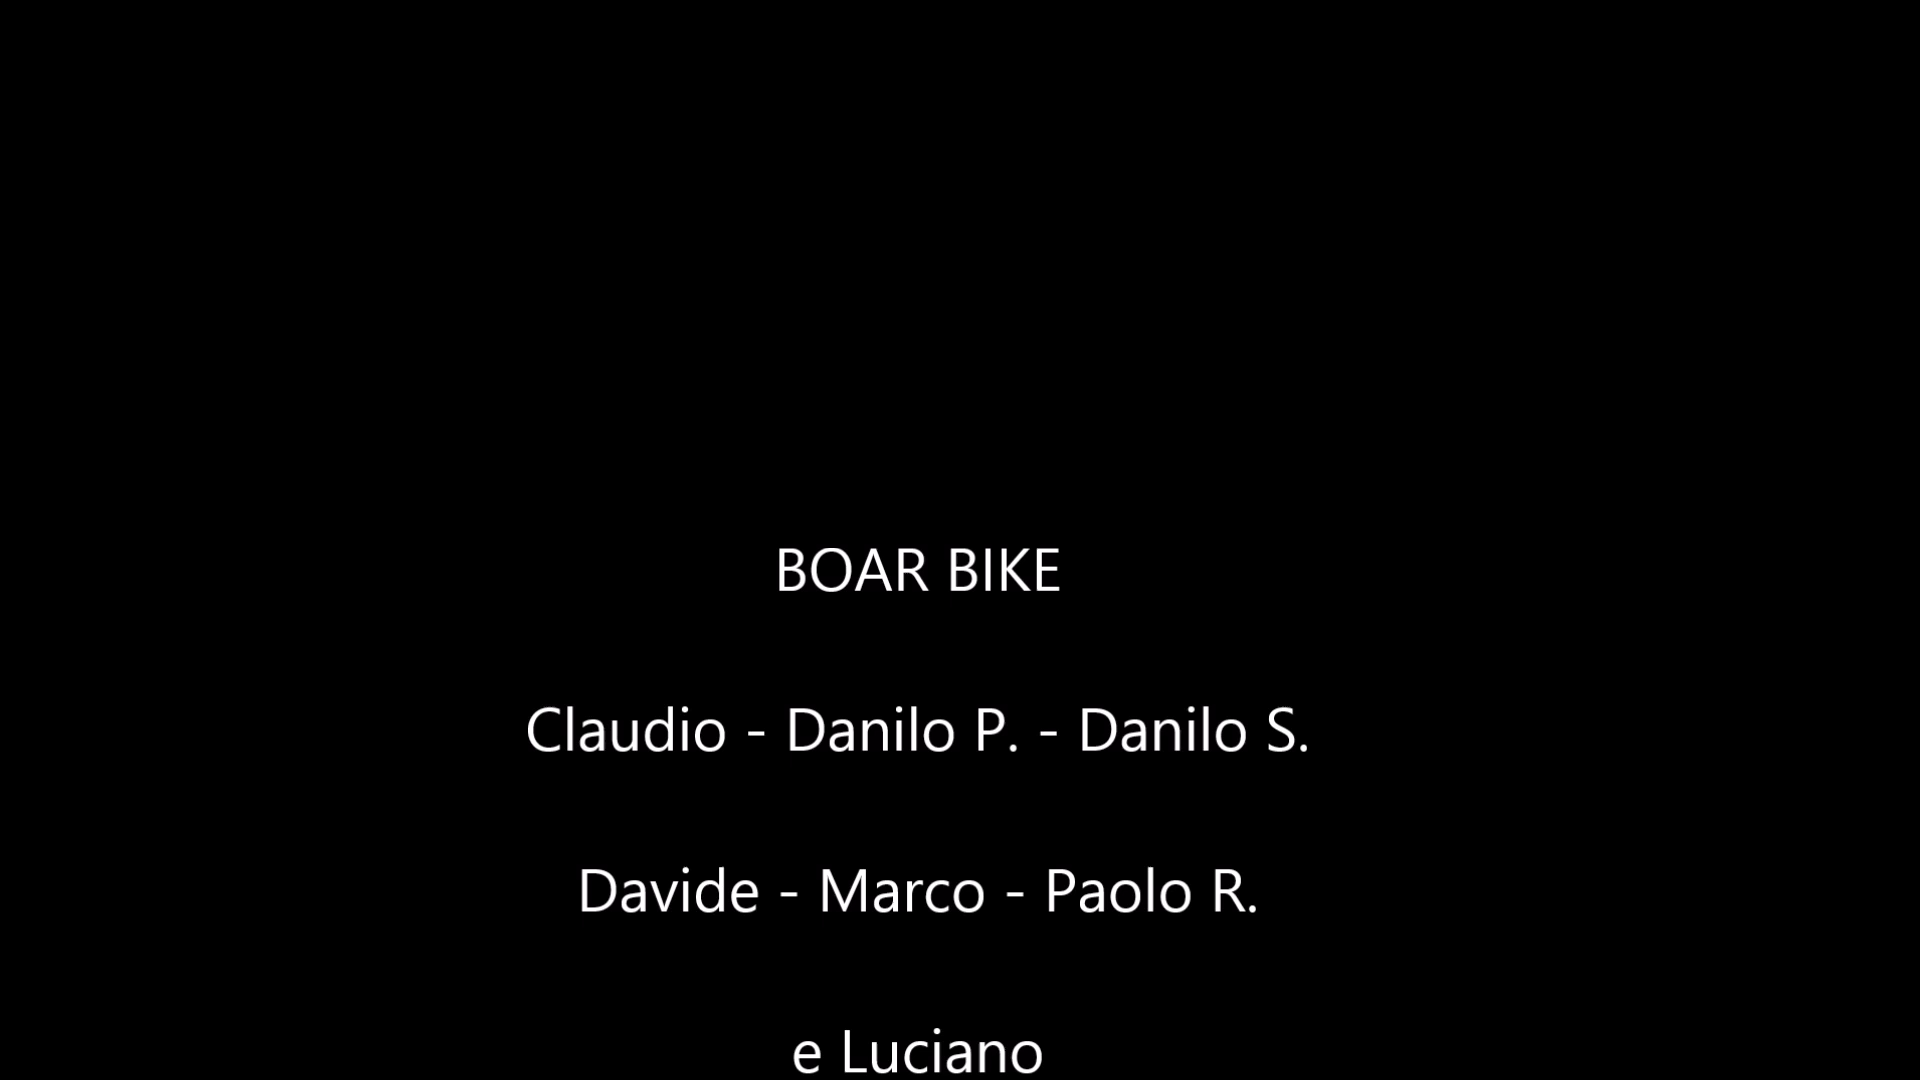 BOAR BIKE
Claudio - Danilo P. - Danilo S.
Davide - Marco - Paolo R.
e Luciano